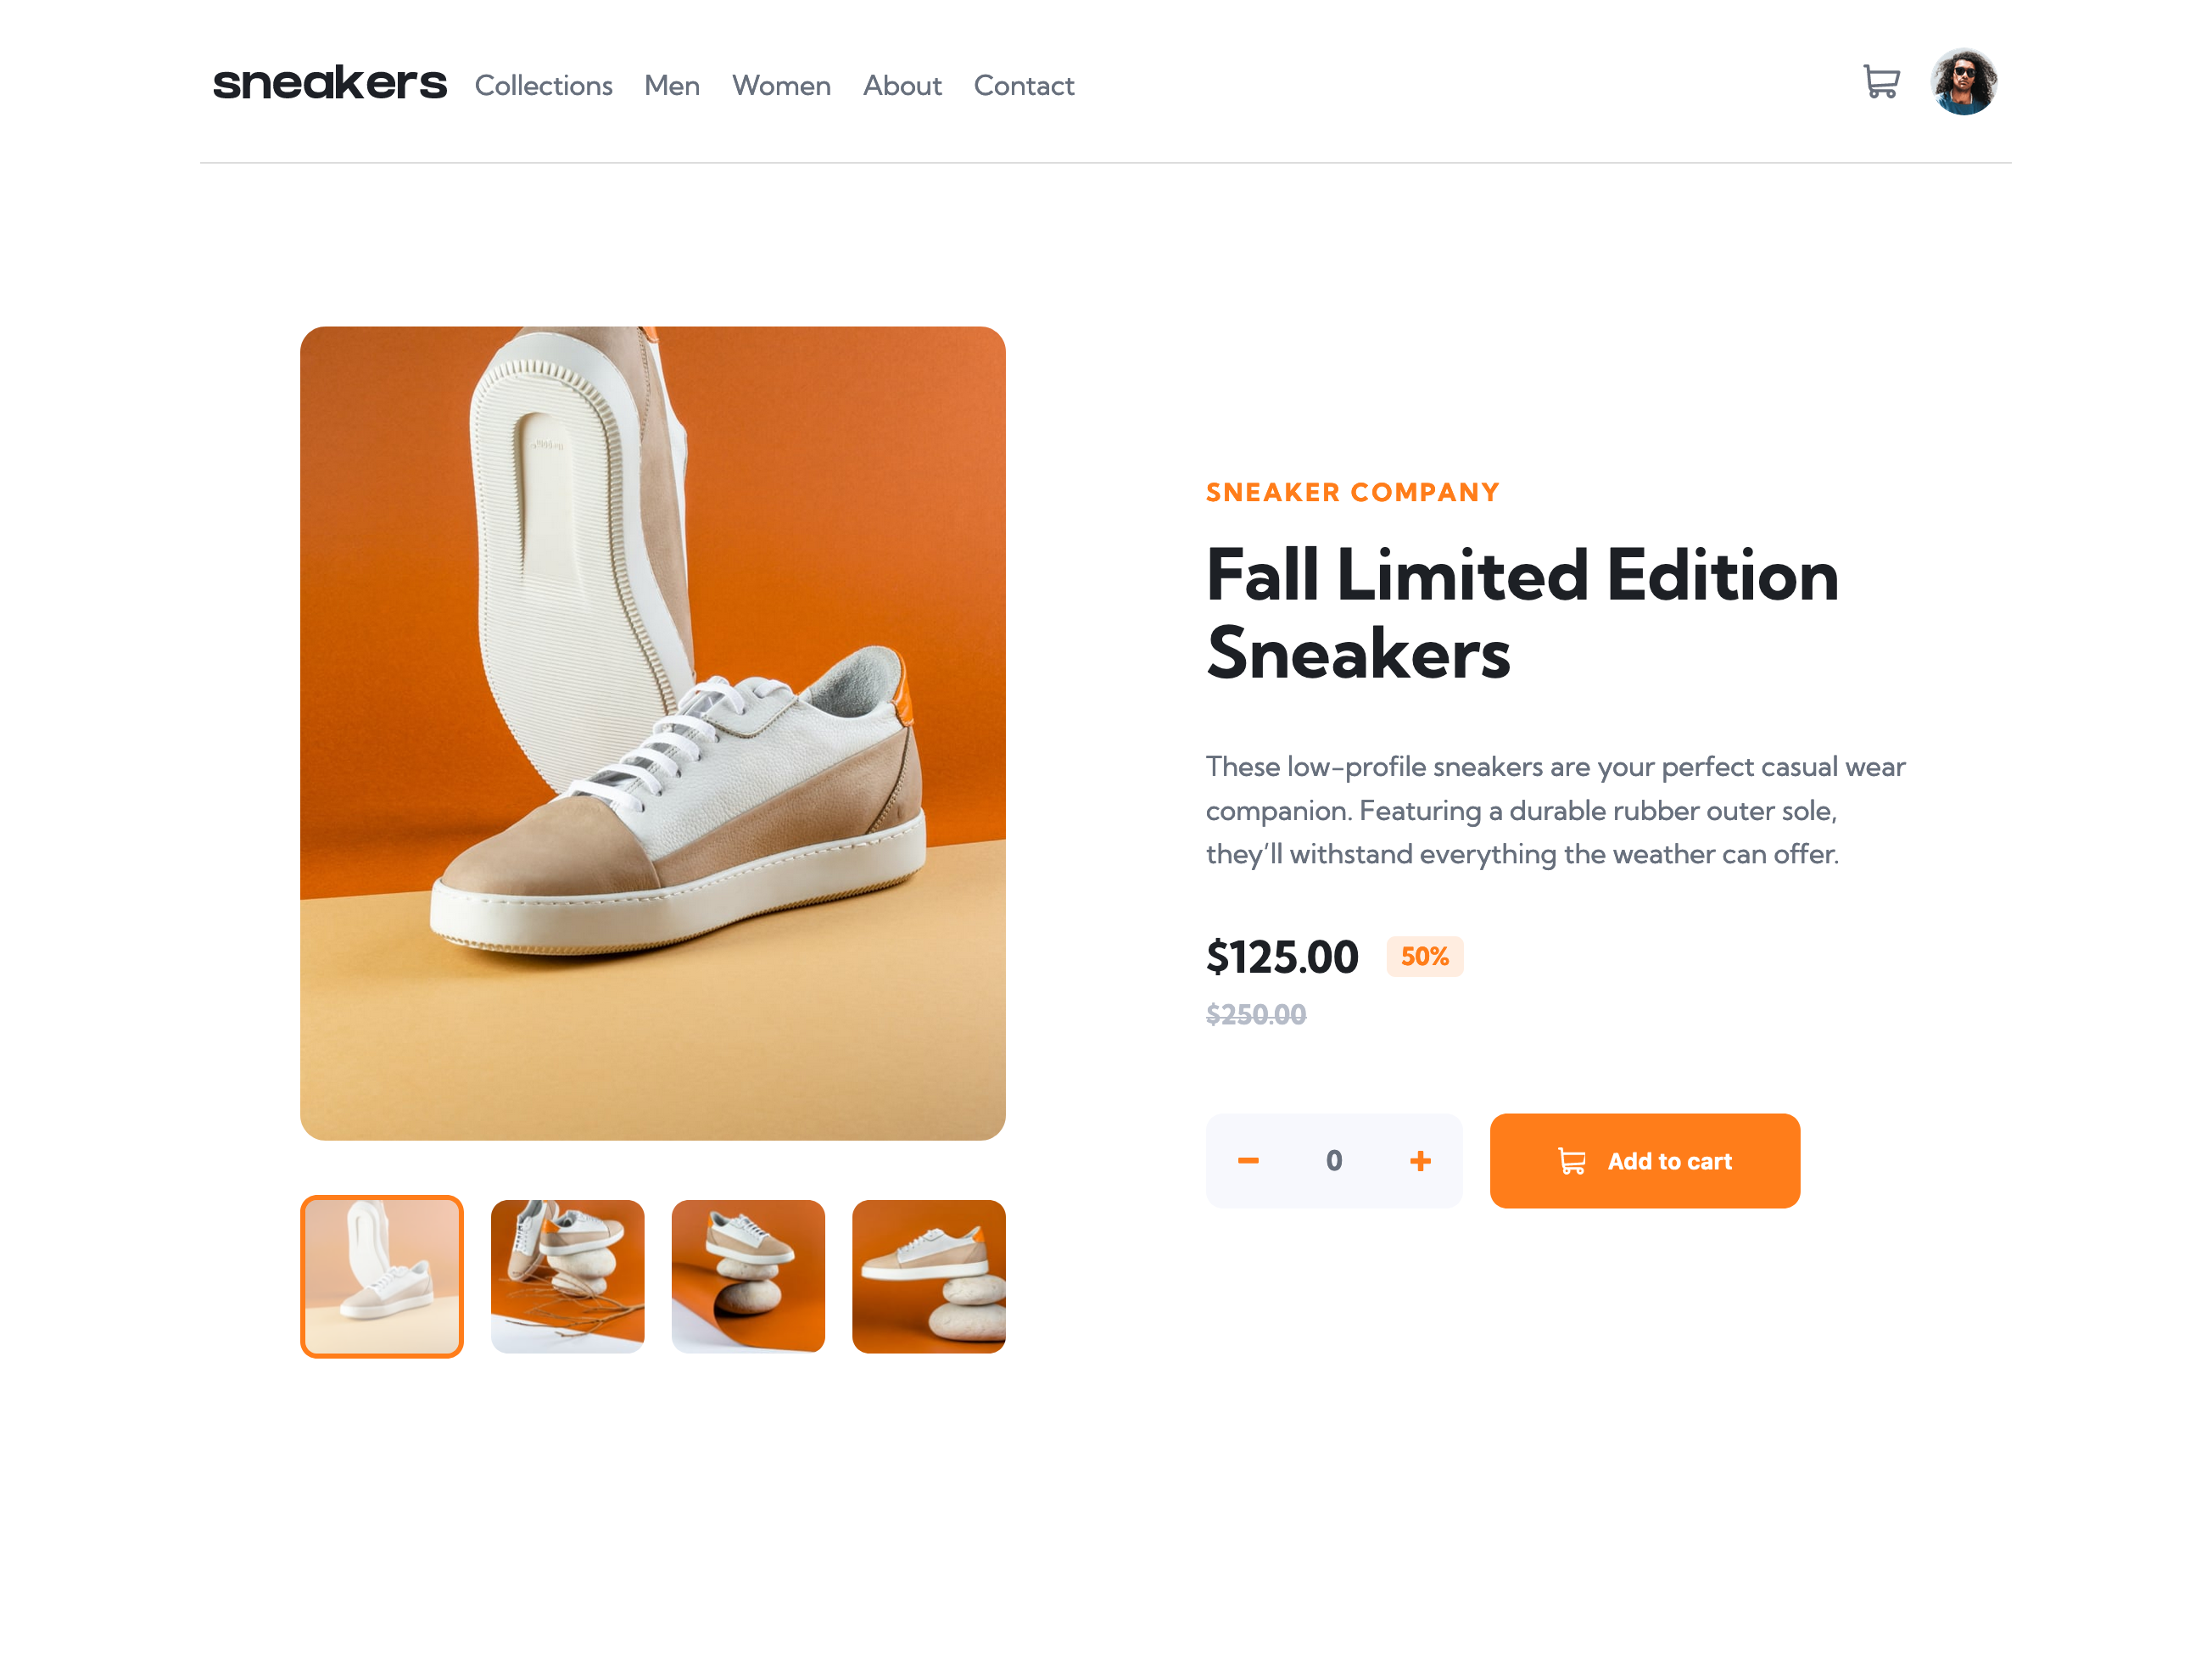 sneakers Collections Men Women About Contact
SNEAKER COMPANY
Fall Limited Edition
Sneakers
These low-profile sneakers are your perfect casual wear
companion. Featuring a durable rubber outer sole,
they’ll withstand everything the weather can offer.
$125.00 50%
$250.00
0 Add to cart